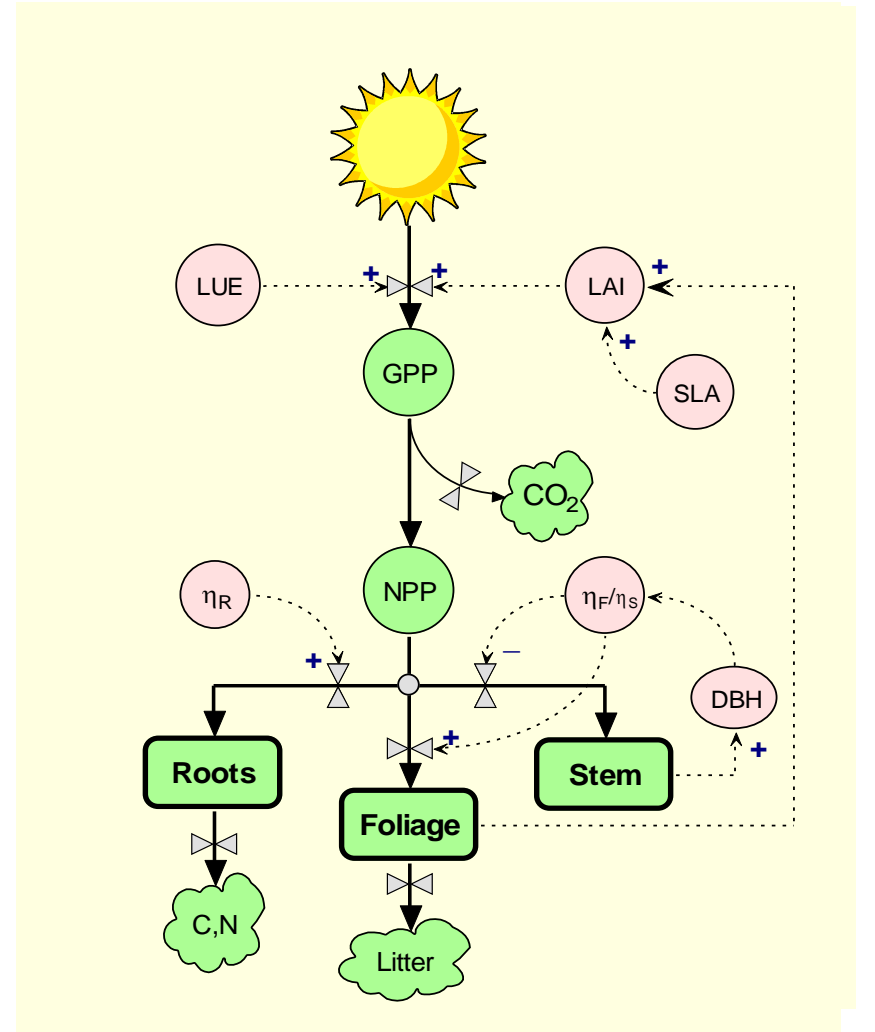 + +
LUE
LAI
+
+
GPP
SLA
CO₂
NPP
ηR
ηF/ηS
+
–
DBH
+
+
Roots
Stem
Foliage
C,N
Litter